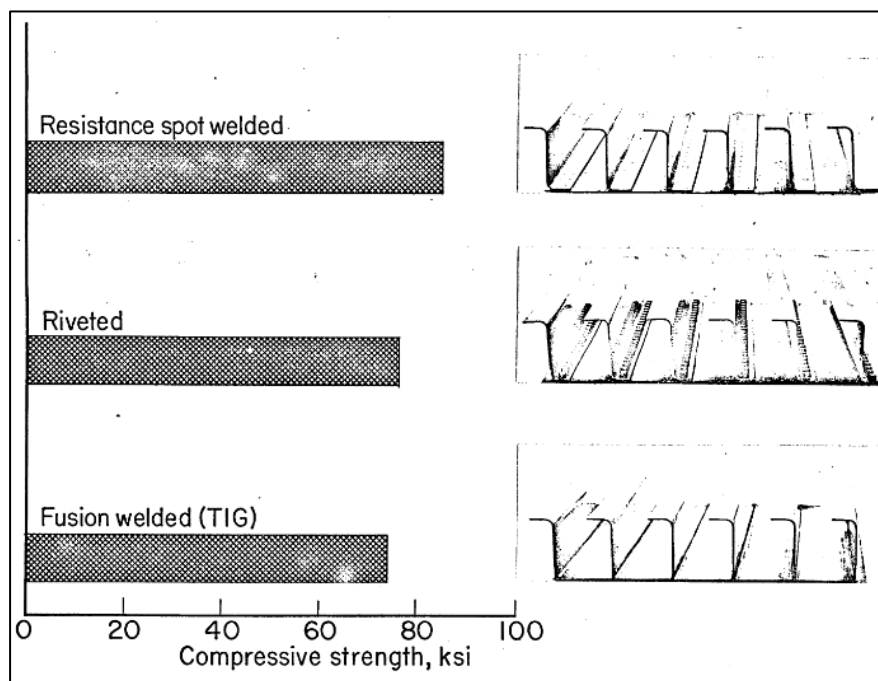 Resistance spot welded
Riveted
Fusion welded (TIG)
0 20 40 60 80 100
Compressive strength, ksi